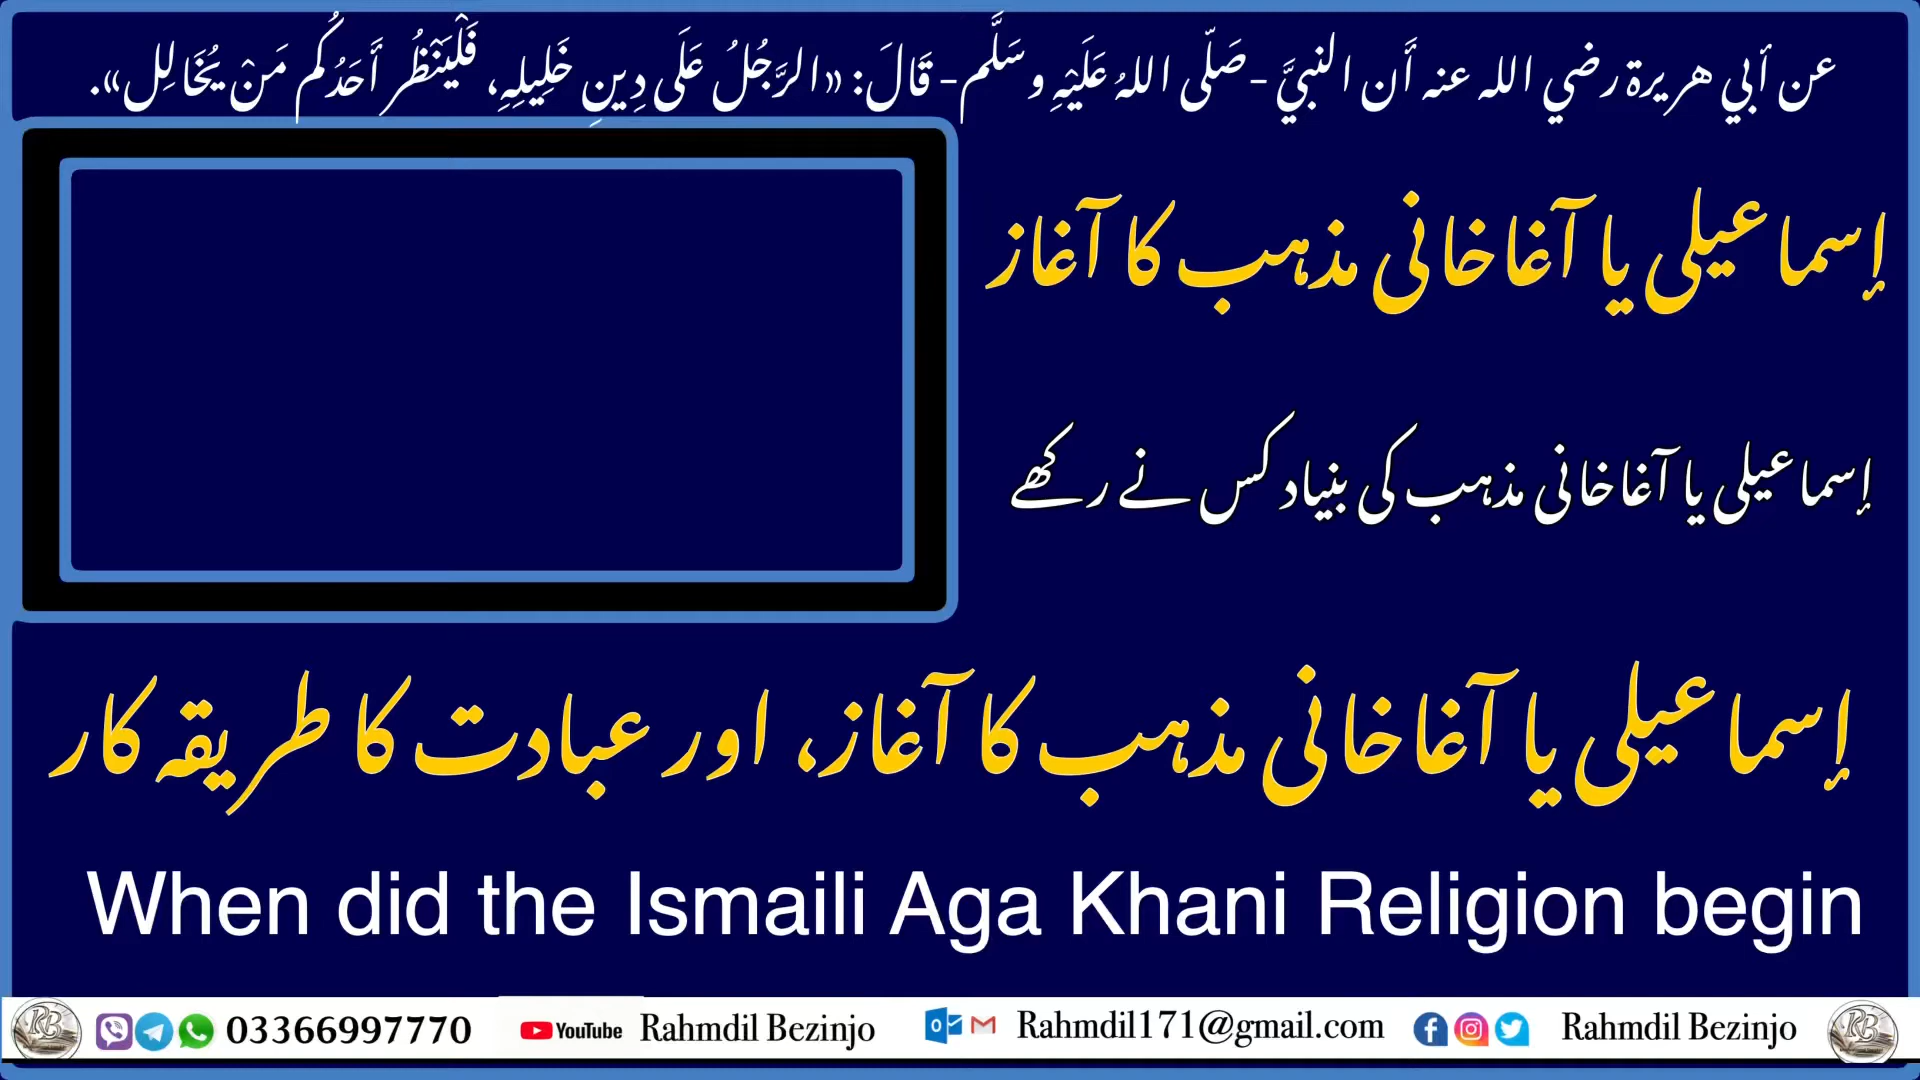 عن أبي هريرة رضي الله عنه أَن النبيَّ -صَلّى اللهُ عَلَيْهِ وسَلَّم- قَالَ: «الرَّجُلُ عَلَى دِينِ خَلِيلِهِ، فَلْيَنْظُر أَحَدُكُم مَنْ يُخَالِل».
إسماعیلی یا آغاخانی مذہب کا آغاز
إسماعیلی یا آغاخانی مذہب کی بنیاد کس نے رکھے
إسماعیلی یا آغاخانی مذہب کا آغاز، اور عبادت کا طریقہ کار
When did the Ismaili Aga Khani Religion begin
03366997770 YouTube Rahmdil Bezinjo Rahmdil171@gmail.com Rahmdil Bezinjo